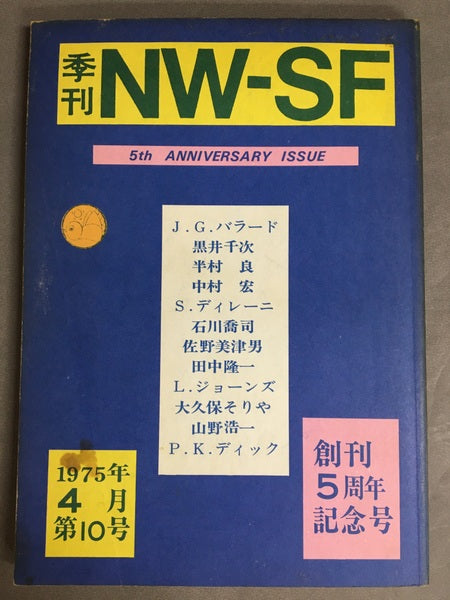 季刊 NW-SF
5th ANNIVERSARY ISSUE
J.G.バラード
黒井千次
半村 良
中村 宏
S.ディレーニ
石川喬司
佐野美津男
田中隆一
L.ジョーンズ
大久保そりや
山野浩一
P.K.ディック
1975年
4 月
第10号
創刊
5周年
記念号